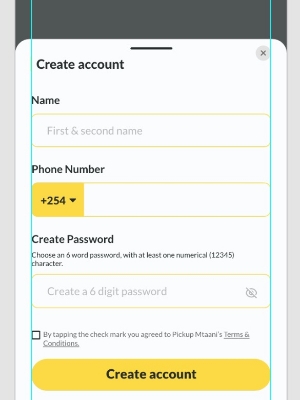 Create account
Name
First & second name
Phone Number
+254
Create Password
Choose an 6 word password, with at least one numerical (12345)
character.
Create a 6 digit password
By tapping the check mark you agreed to Pickup Mtaani's Terms &
Conditions.
Create account